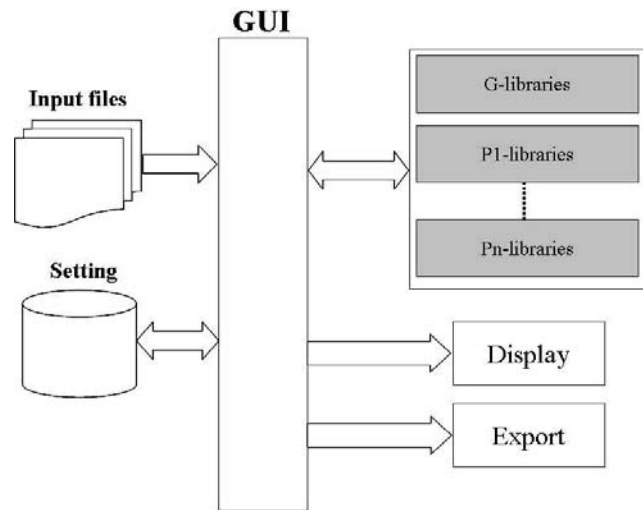 GUI
Input files
G-libraries
P1-libraries
Pn-libraries
Setting
Display
Export